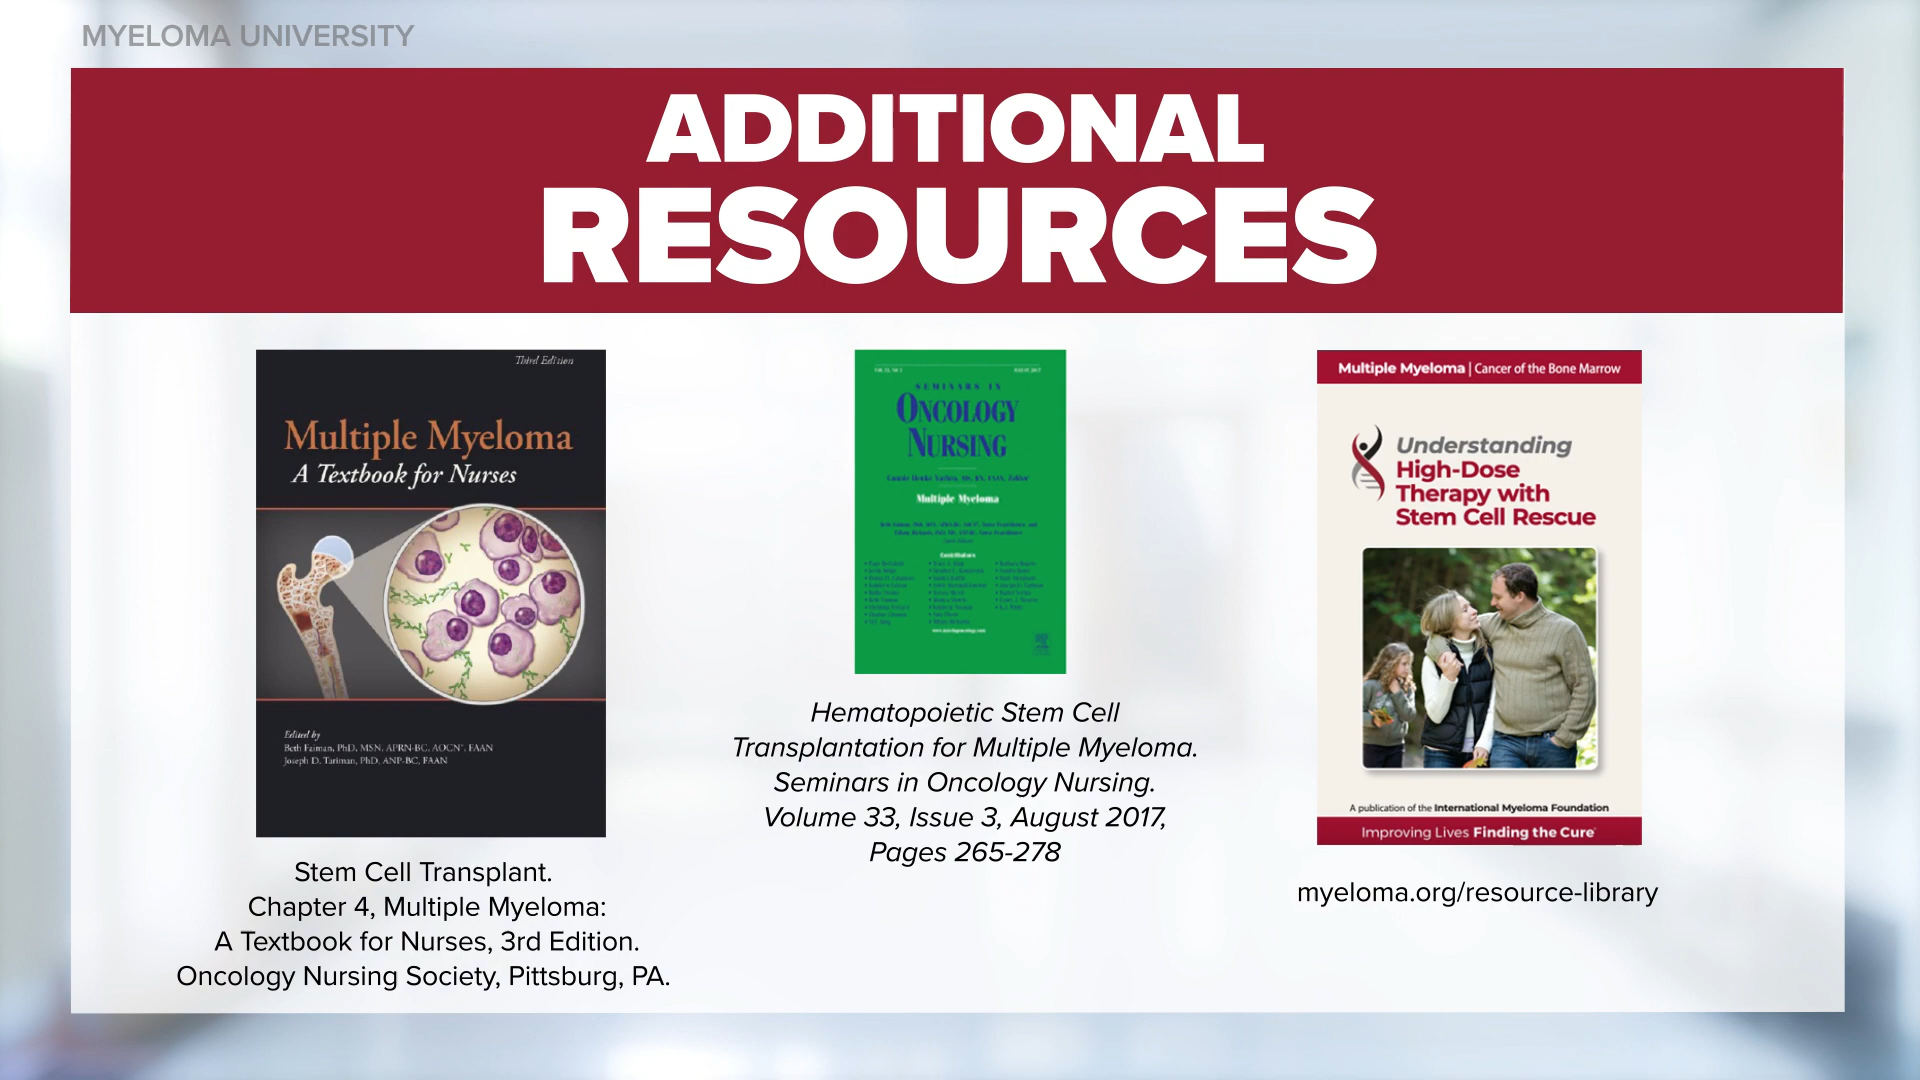 MYELOMA UNIVERSITY
ADDITIONAL
RESOURCES
Third Edition
Multiple Myeloma
A Textbook for Nurses
Edited by
Beth Faiman, PhD, MSN, APRN-BC, AOCN®, FAAN
Joseph D. Tariman, PhD, ANP-BC, FAAN
Stem Cell Transplant.
Chapter 4, Multiple Myeloma:
A Textbook for Nurses, 3rd Edition.
Oncology Nursing Society, Pittsburg, PA.
SEMINARS IN
ONCOLOGY
NURSING
Multiple Myeloma
Contributors
Hematopoietic Stem Cell
Transplantation for Multiple Myeloma.
Seminars in Oncology Nursing.
Volume 33, Issue 3, August 2017,
Pages 265-278
Multiple Myeloma | Cancer of the Bone Marrow
Understanding
High-Dose
Therapy with
Stem Cell Rescue
A publication of the International Myeloma Foundation
Improving Lives Finding the Cure®
myeloma.org/resource-library